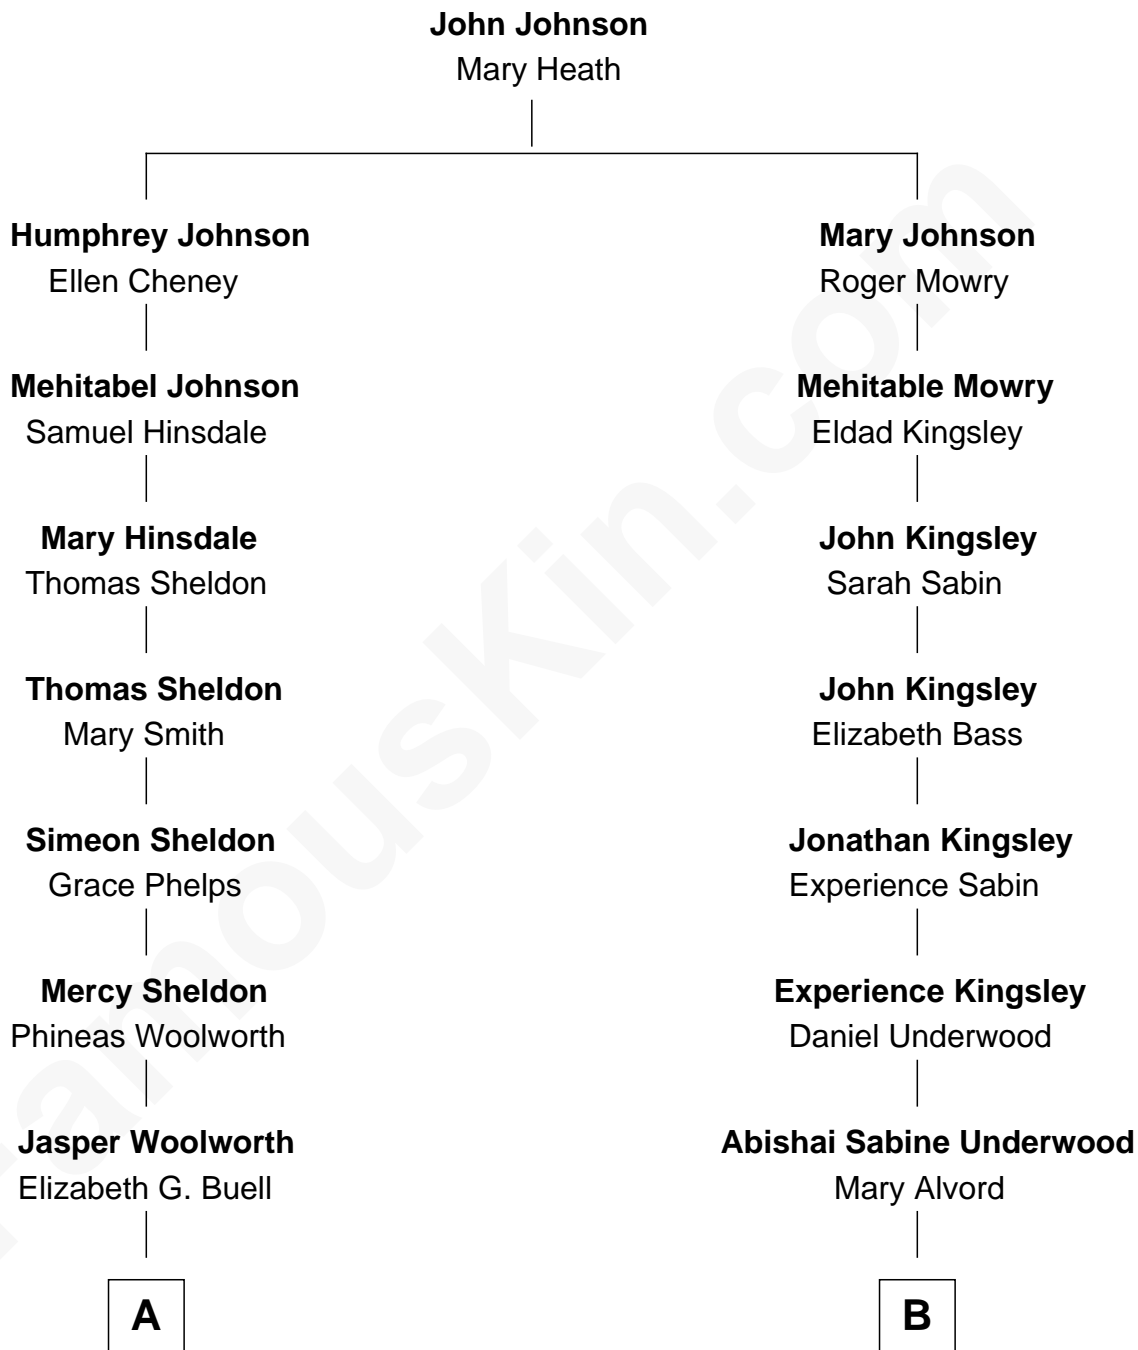 John Johnson
Mary Heath
Humphrey Johnson
Ellen Cheney
Mary Johnson
Roger Mowry
Mehitabel Johnson
Samuel Hinsdale
Mehitable Mowry
Eldad Kingsley
Mary Hinsdale
Thomas Sheldon
John Kingsley
Sarah Sabin
Thomas Sheldon
Mary Smith
John Kingsley
Elizabeth Bass
Simeon Sheldon
Grace Phelps
Jonathan Kingsley
Experience Sabin
Mercy Sheldon
Phineas Woolworth
Experience Kingsley
Daniel Underwood
Jasper Woolworth
Elizabeth G. Buell
Abishai Sabine Underwood
Mary Alvord
A
B
FamousKin.com